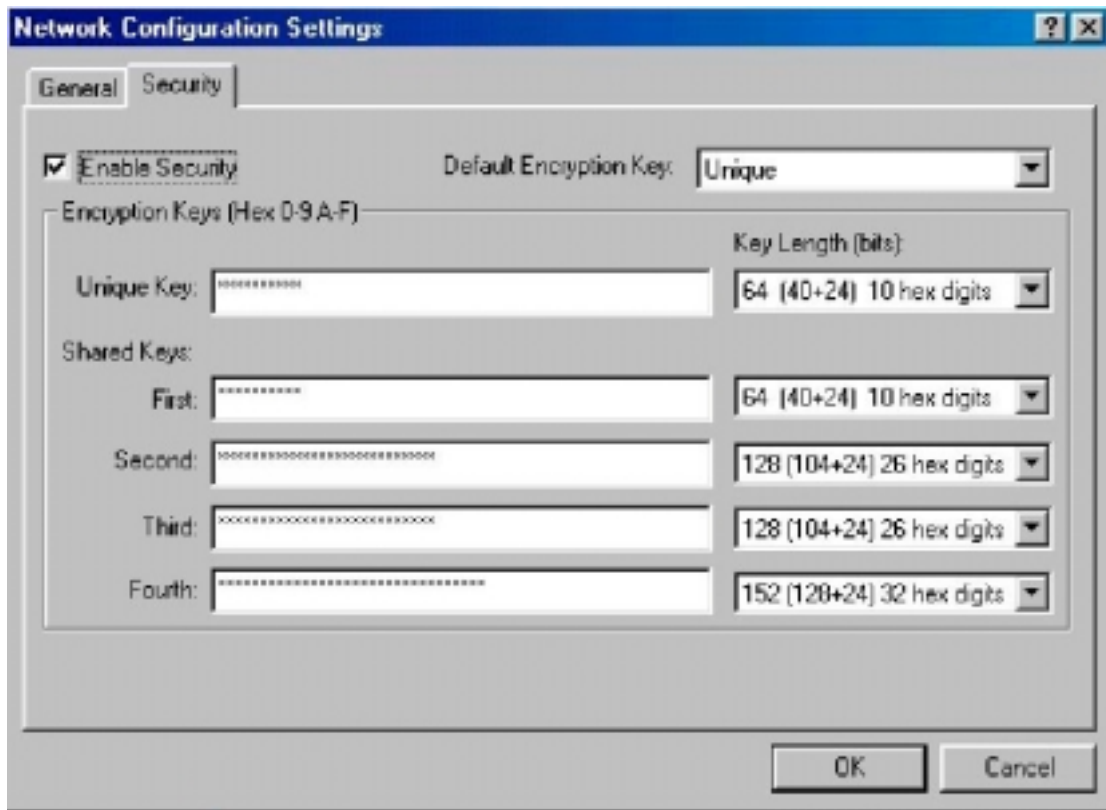 Network Configuration Settings
General Security
Enable Security Default Encryption Key: Unique
Encryption Keys (Hex 0-9 A-F)
Key Length (bits):
Unique Key: 64 (40+24) 10 hex digits
Shared Keys:
First: 64 (40+24) 10 hex digits
Second: 128 (104+24) 26 hex digits
Third: 128 (104+24) 26 hex digits
Fourth: 152 (128+24) 32 hex digits
OK Cancel